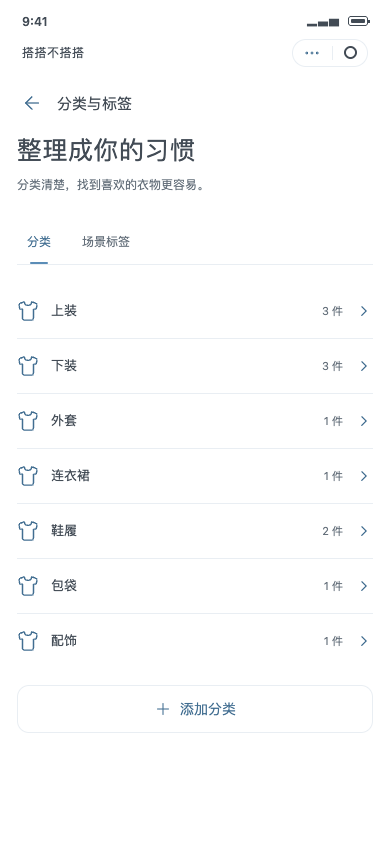 9:41
搭搭不搭搭
分类与标签
整理成你的习惯
分类清楚，找到喜欢的衣物更容易。
分类 场景标签
上装 3 件
下装 3 件
外套 1 件
连衣裙 1 件
鞋履 2 件
包袋 1 件
配饰 1 件
添加分类